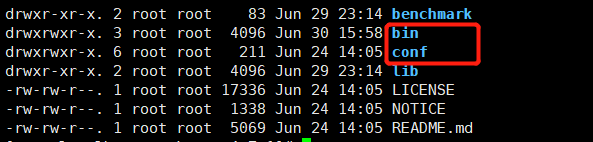 drwxr-xr-x. 2 root root    83 Jun 29 23:14 benchmark
drwxrwxr-x. 3 root root  4096 Jun 30 15:58 bin
drwxrwxr-x. 6 root root   211 Jun 24 14:05 conf
drwxr-xr-x. 2 root root  4096 Jun 29 23:14 lib
-rw-rw-r--. 1 root root 17336 Jun 24 14:05 LICENSE
-rw-rw-r--. 1 root root  1338 Jun 24 14:05 NOTICE
-rw-rw-r--. 1 root root  5069 Jun 24 14:05 README.md